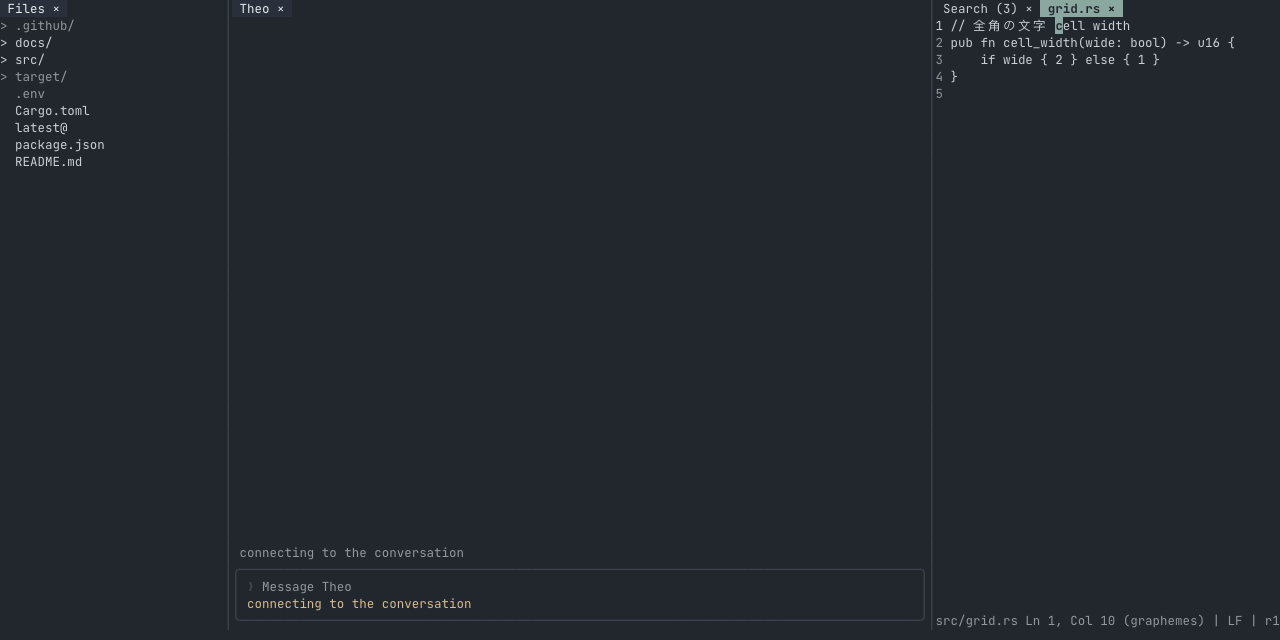 Files ×
> .github/
> docs/
> src/
> target/
.env
Cargo.toml
latest@
package.json
README.md
Theo ×
connecting to the conversation
⟩ Message Theo
connecting to the conversation
Search (3) × grid.rs ×
1 // 全角の文字 cell width
2 pub fn cell_width(wide: bool) -> u16 {
3     if wide { 2 } else { 1 }
4 }
5
src/grid.rs Ln 1, Col 10 (graphemes) | LF | r1